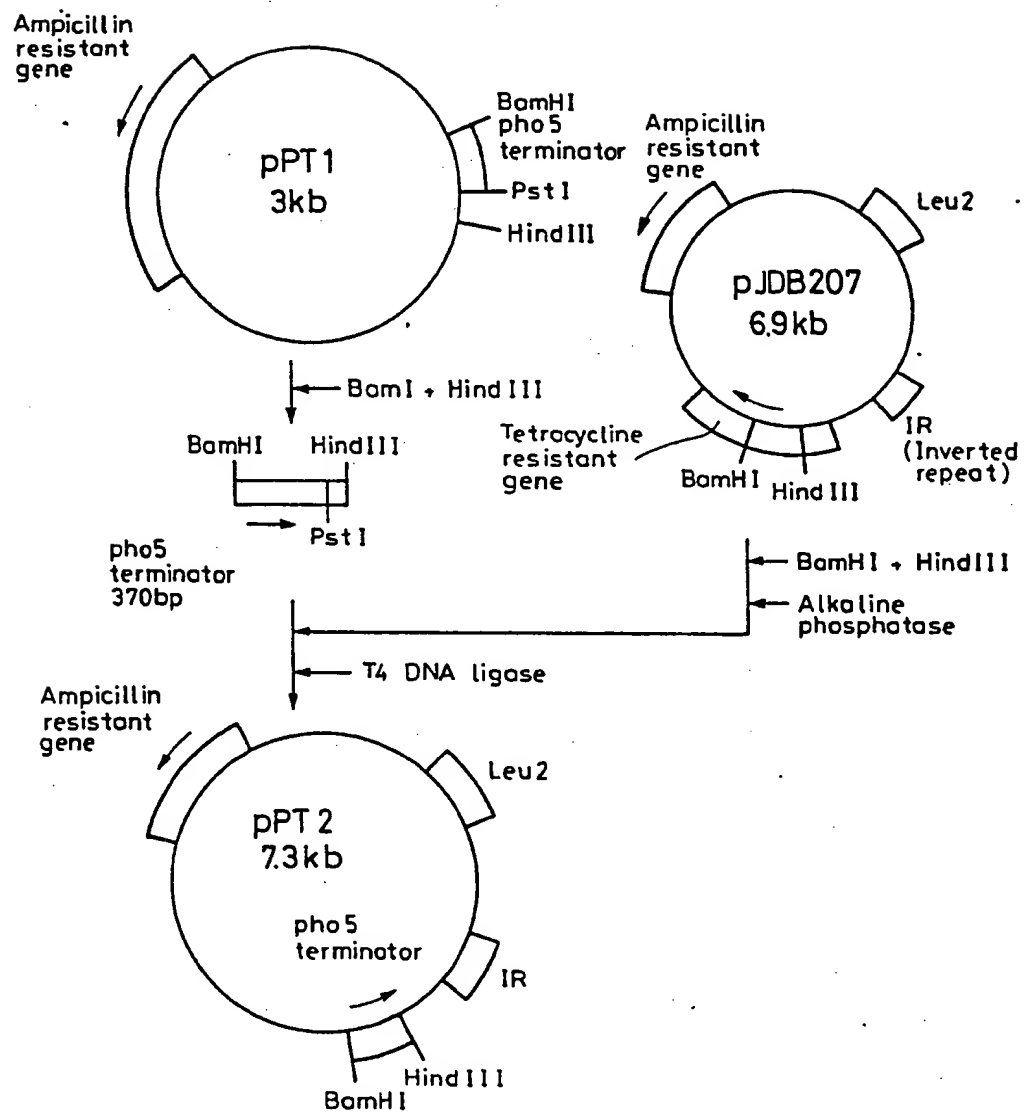 Ampicillin
resistant
gene
pPT1
3kb
BamHI
pho5
terminator
PstI
HindIII
Ampicillin
resistant
gene
Leu2
pJDB207
6.9kb
IR
(Inverted
repeat)
Tetracycline
resistant
gene
BamHI
HindIII
BamI + HindIII
BamHI
HindIII
PstI
pho5
terminator
370bp
BamHI + HindIII
Alkaline
phosphatase
T4 DNA ligase
Ampicillin
resistant
gene
Leu2
pPT2
7.3kb
pho5
terminator
IR
HindIII
BamHI